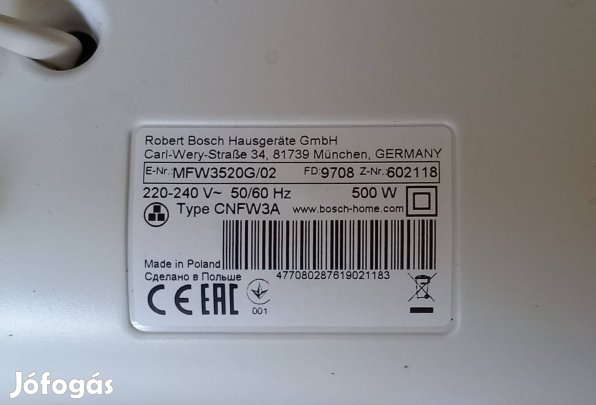 Robert Bosch Hausgeräte GmbH
Carl-Wery-Straße 34, 81739 München, GERMANY
E-Nr.: MFW3520G/02 FD: 9708 Z-Nr.: 602118
220-240 V~ 50/60 Hz 500 W
Type CNFW3A www.bosch-home.com
Made in Poland
Сделано в Польше
477080287619021183
CE EAC 001
Jófogás